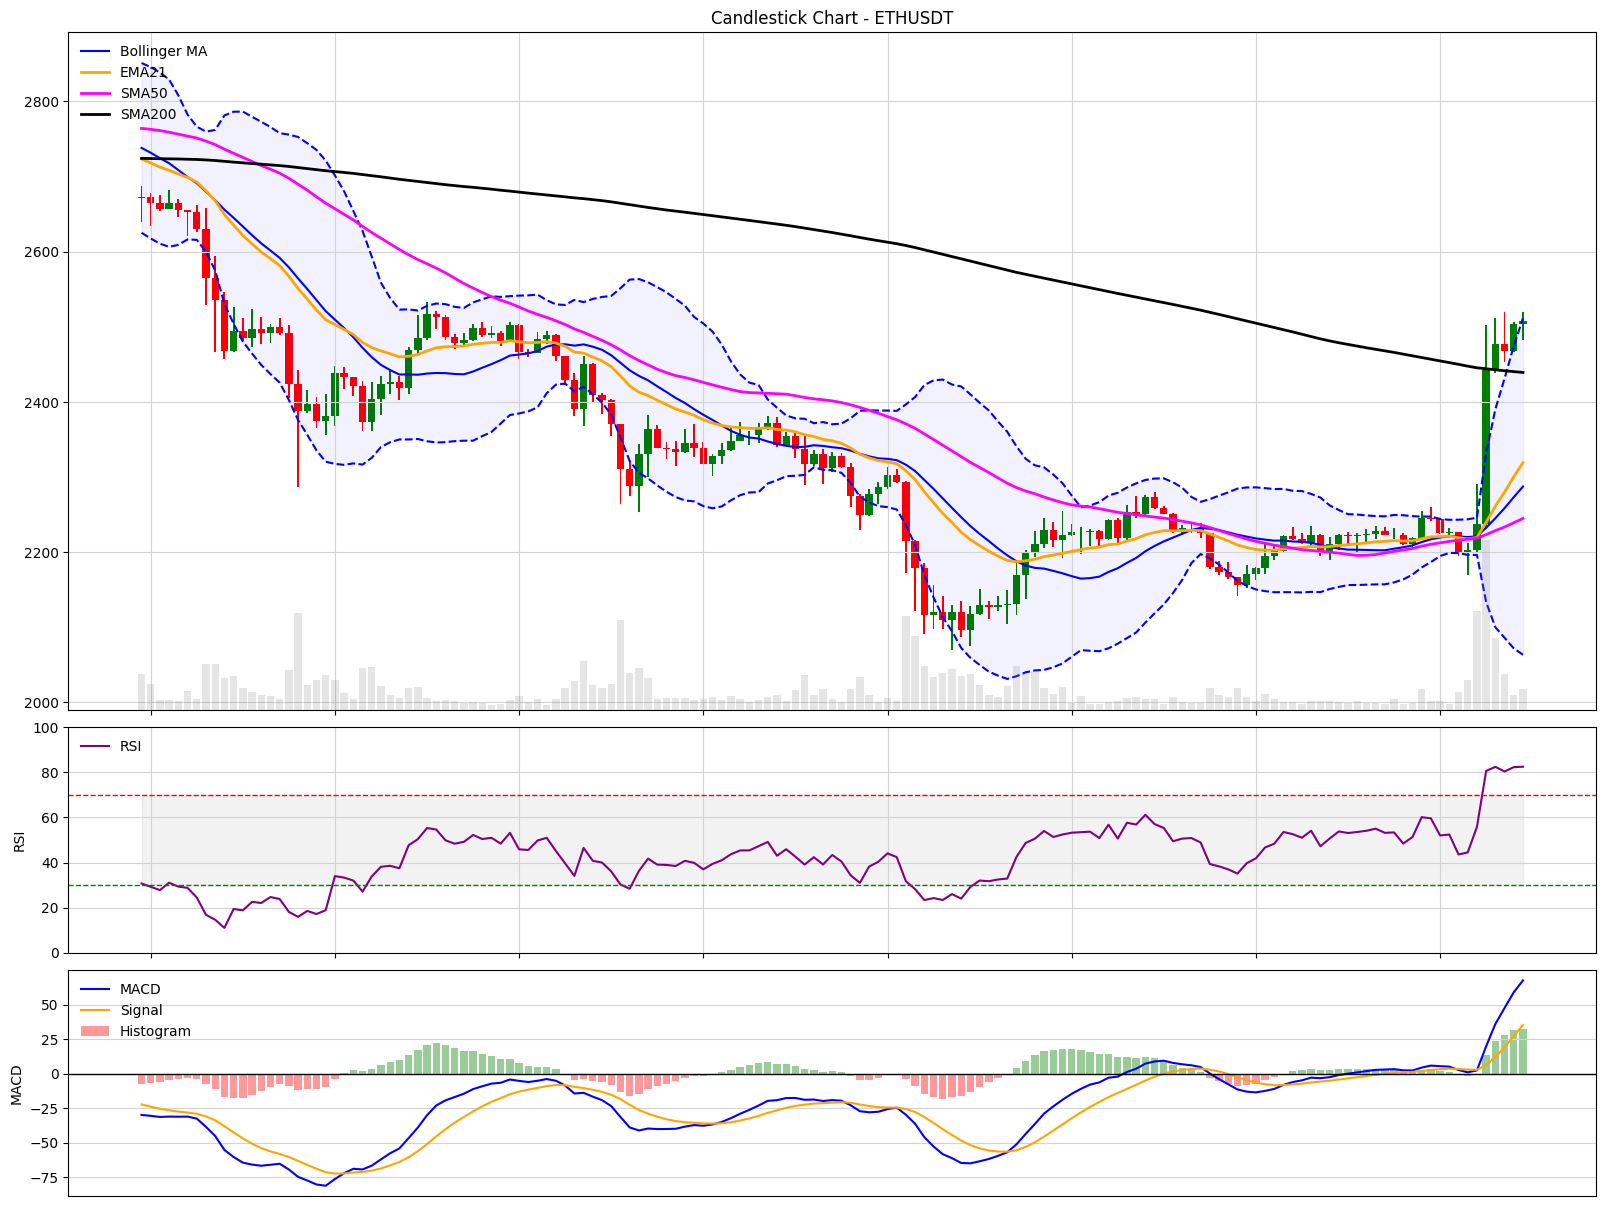 Candlestick Chart - ETHUSDT
Bollinger MA
EMA21
SMA50
SMA200
2800
2600
2400
2200
2000
100
80
60
40
20
0
RSI
RSI
50
25
0
−25
−50
−75
MACD
MACD
Signal
Histogram